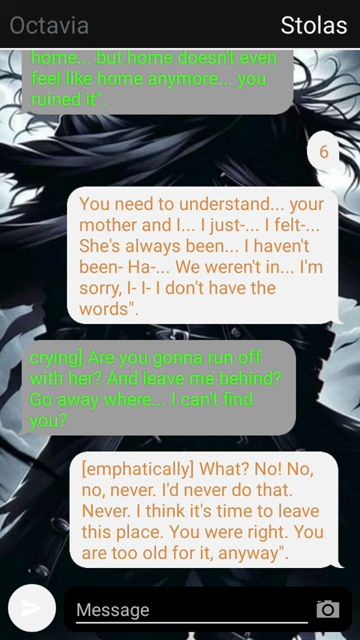 Octavia Stolas
home... but home doesn't even
feel like home anymore... you
ruined it".
6
You need to understand... your
mother and I... I just-... I felt-...
She's always been... I haven't
been- Ha-... We weren't in... I'm
sorry, I- I- I don't have the
words".
crying] Are you gonna run off
with her? And leave me behind?
Go away where... I can't find
you?
[emphatically] What? No! No,
no, never. I'd never do that.
Never. I think it's time to leave
this place. You were right. You
are too old for it, anyway".
Message